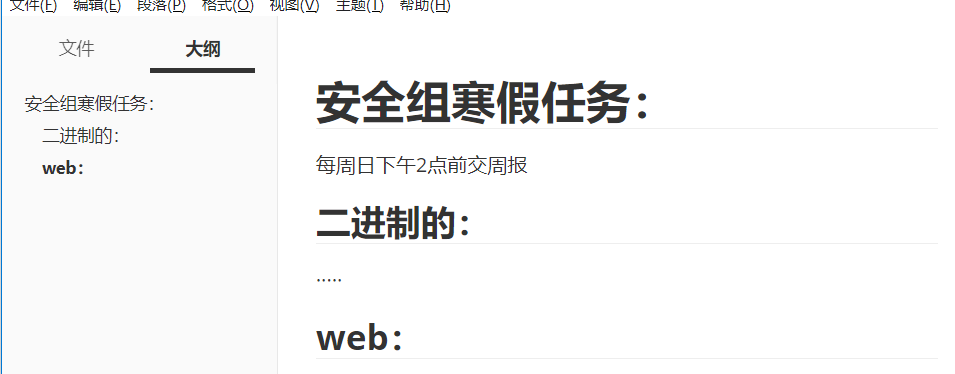 文件(F) 编辑(E) 段落(P) 格式(O) 视图(V) 主题(T) 帮助(H)
文件 大纲
安全组寒假任务：
二进制的：
web：
安全组寒假任务：
每周日下午2点前交周报
二进制的：
.....
web：